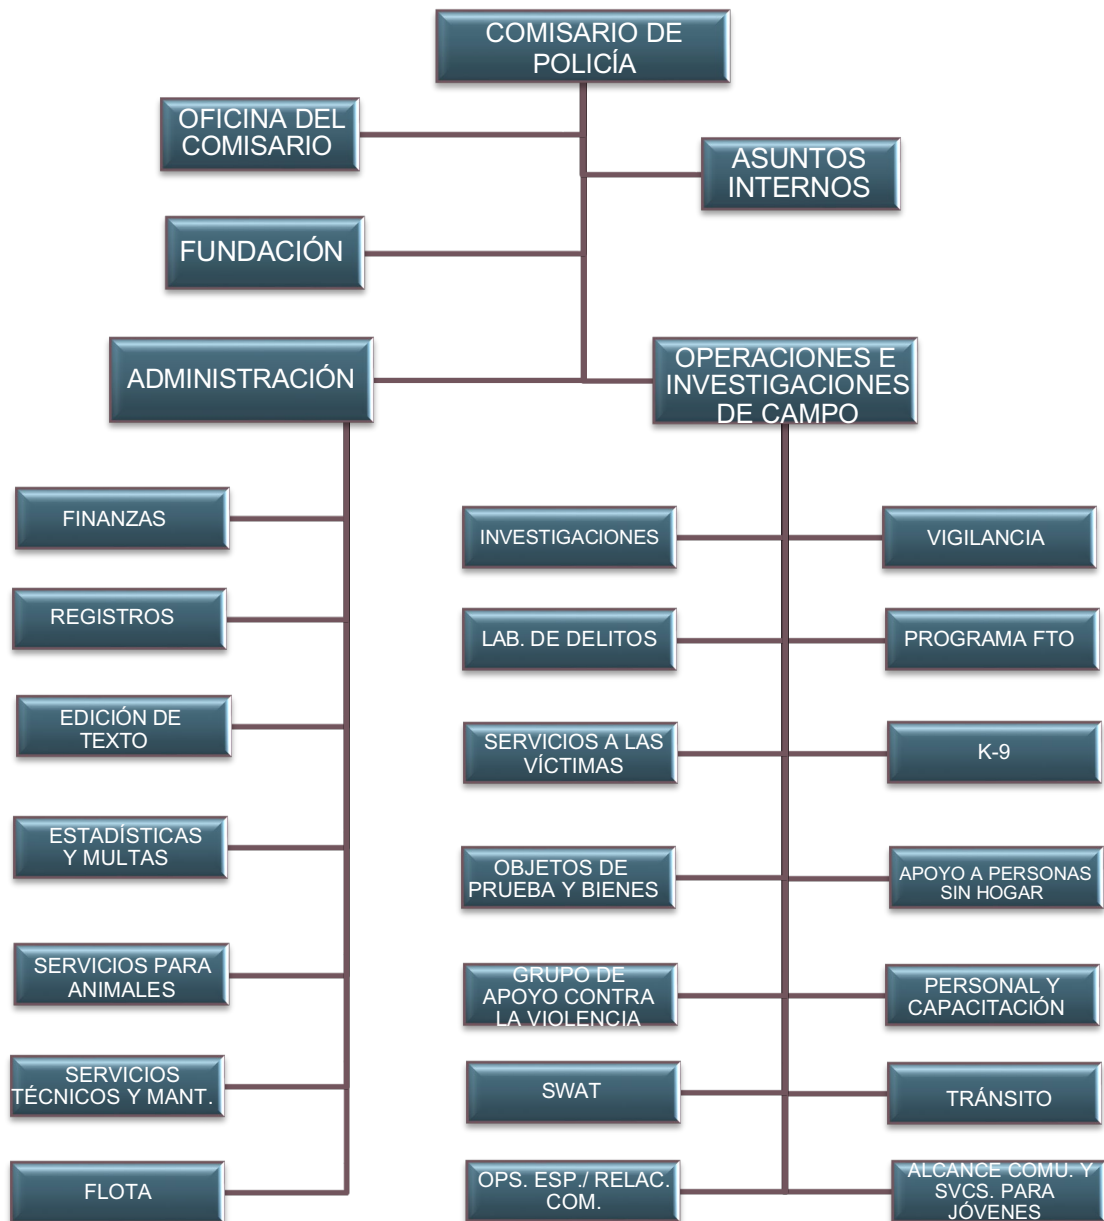 COMISARIO DE
POLICÍA
OFICINA DEL
COMISARIO
ASUNTOS
INTERNOS
FUNDACIÓN
ADMINISTRACIÓN
OPERACIONES E
INVESTIGACIONES
DE CAMPO
FINANZAS
REGISTROS
EDICIÓN DE
TEXTO
ESTADÍSTICAS
Y MULTAS
SERVICIOS PARA
ANIMALES
SERVICIOS
TÉCNICOS Y MANT.
FLOTA
INVESTIGACIONES
VIGILANCIA
LAB. DE DELITOS
PROGRAMA FTO
SERVICIOS A LAS
VÍCTIMAS
K-9
OBJETOS DE
PRUEBA Y BIENES
APOYO A PERSONAS
SIN HOGAR
GRUPO DE
APOYO CONTRA
LA VIOLENCIA
PERSONAL Y
CAPACITACIÓN
SWAT
TRÁNSITO
OPS. ESP./ RELAC.
COM.
ALCANCE COMU. Y
SVCS. PARA
JÓVENES